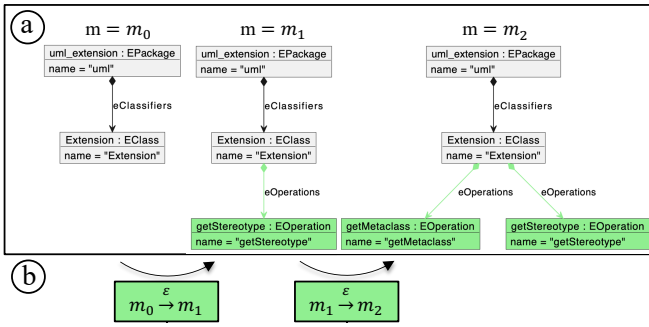 a
m = m₀
m = m₁
m = m₂
uml_extension : EPackage
name = "uml"
uml_extension : EPackage
name = "uml"
uml_extension : EPackage
name = "uml"
eClassifiers
eClassifiers
eClassifiers
Extension : EClass
name = "Extension"
Extension : EClass
name = "Extension"
Extension : EClass
name = "Extension"
eOperations
eOperations
eOperations
getStereotype : EOperation
name = "getStereotype"
getMetaclass : EOperation
name = "getMetaclass"
getStereotype : EOperation
name = "getStereotype"
b
ε
m₀ → m₁
ε
m₁ → m₂